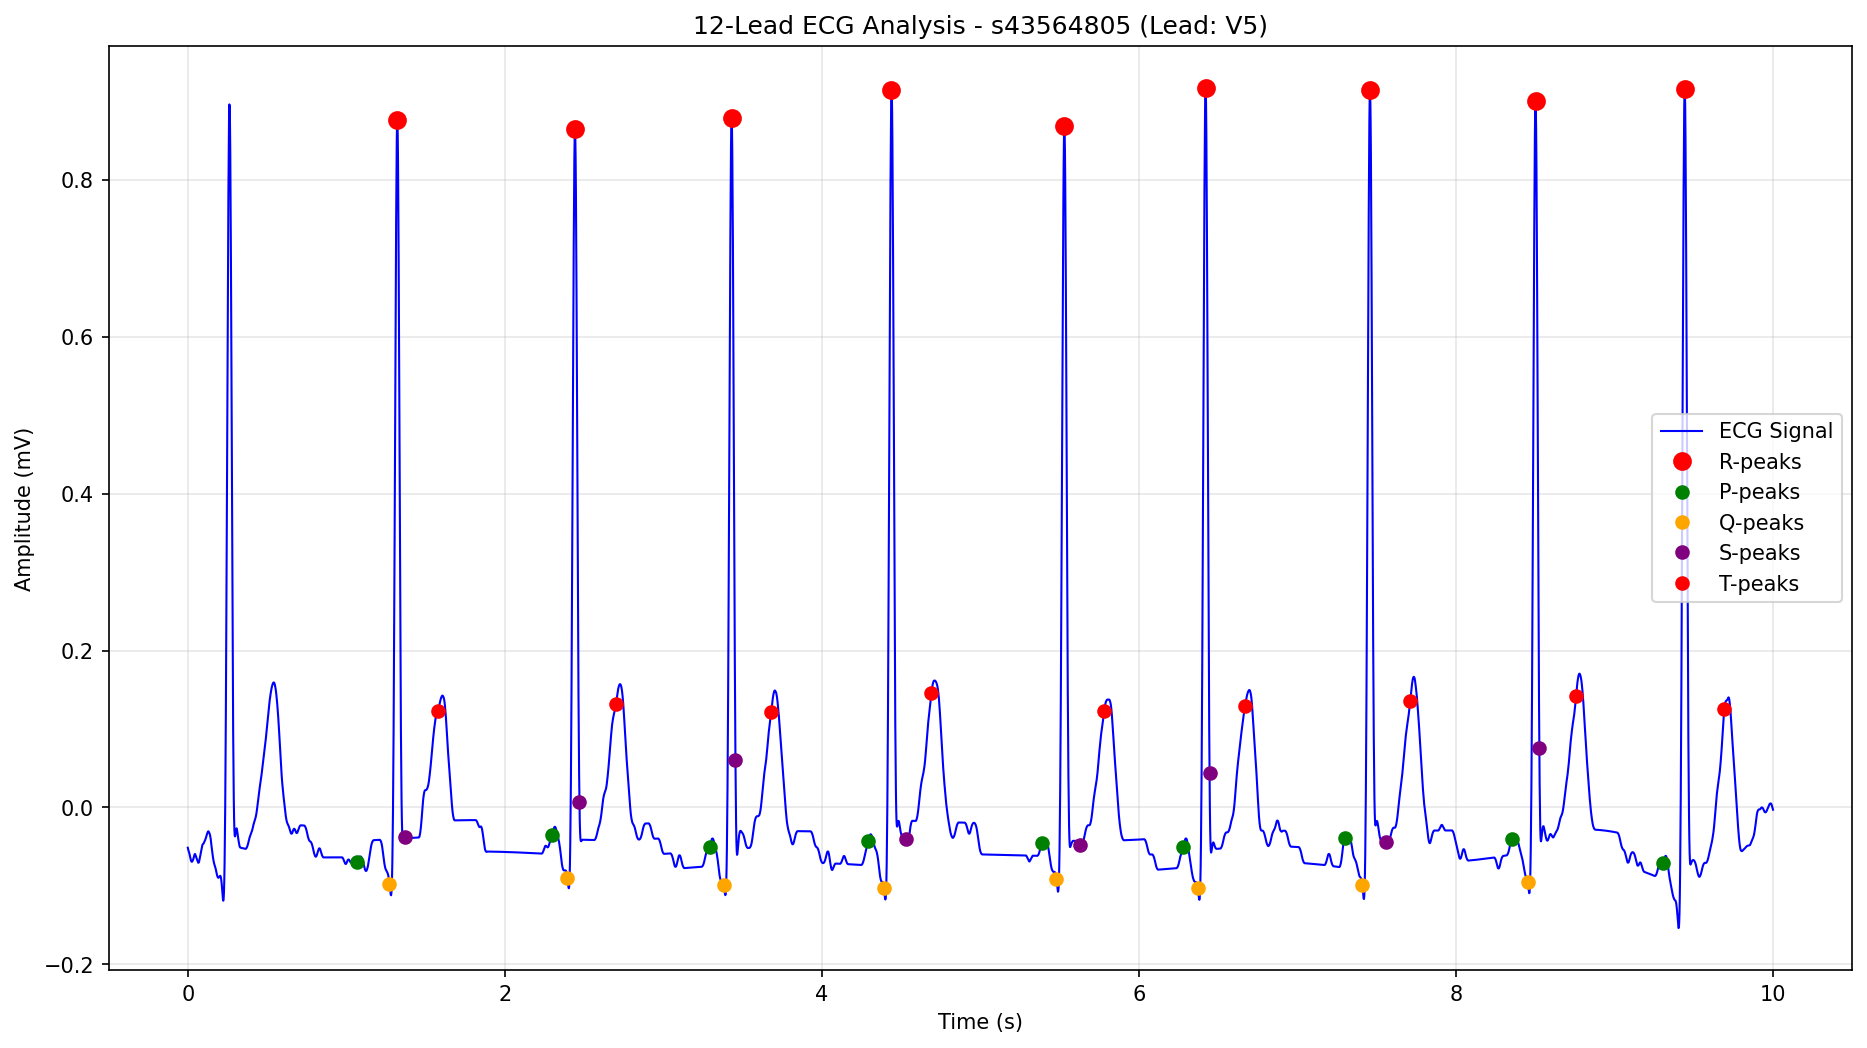 12-Lead ECG Analysis - s43564805 (Lead: V5)
Amplitude (mV)
0.8
0.6
0.4
0.2
0.0
−0.2
0
2
4
6
8
10
Time (s)
ECG Signal
R-peaks
P-peaks
Q-peaks
S-peaks
T-peaks